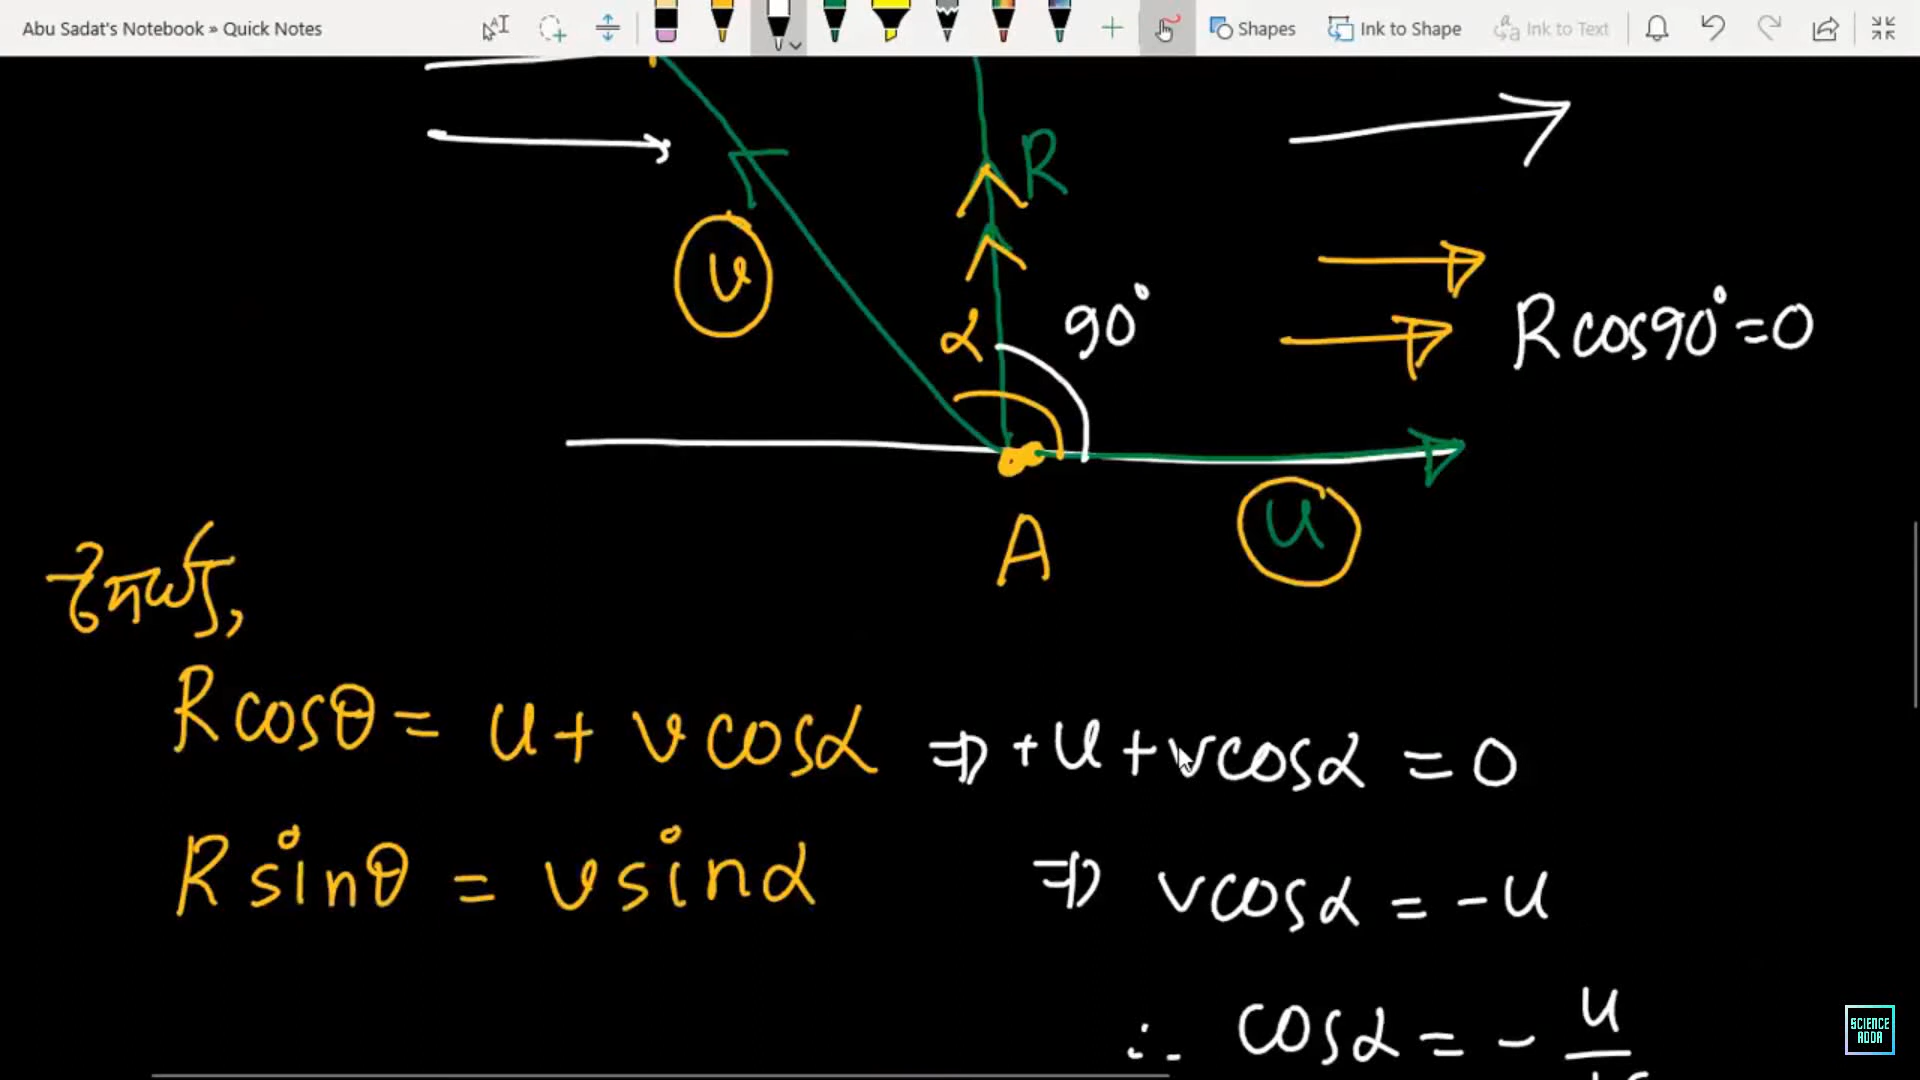 Abu Sadat's Notebook » Quick Notes
Shapes
Ink to Shape
Ink to Text
R
v
α
90°
R cos90° = 0
A
u
R cosθ = u + v cosα ⇒ +u + v cosα = 0
R sinθ = v sinα ⇒ v cosα = -u
∴ cosα = - u
SCIENCE
ADDA